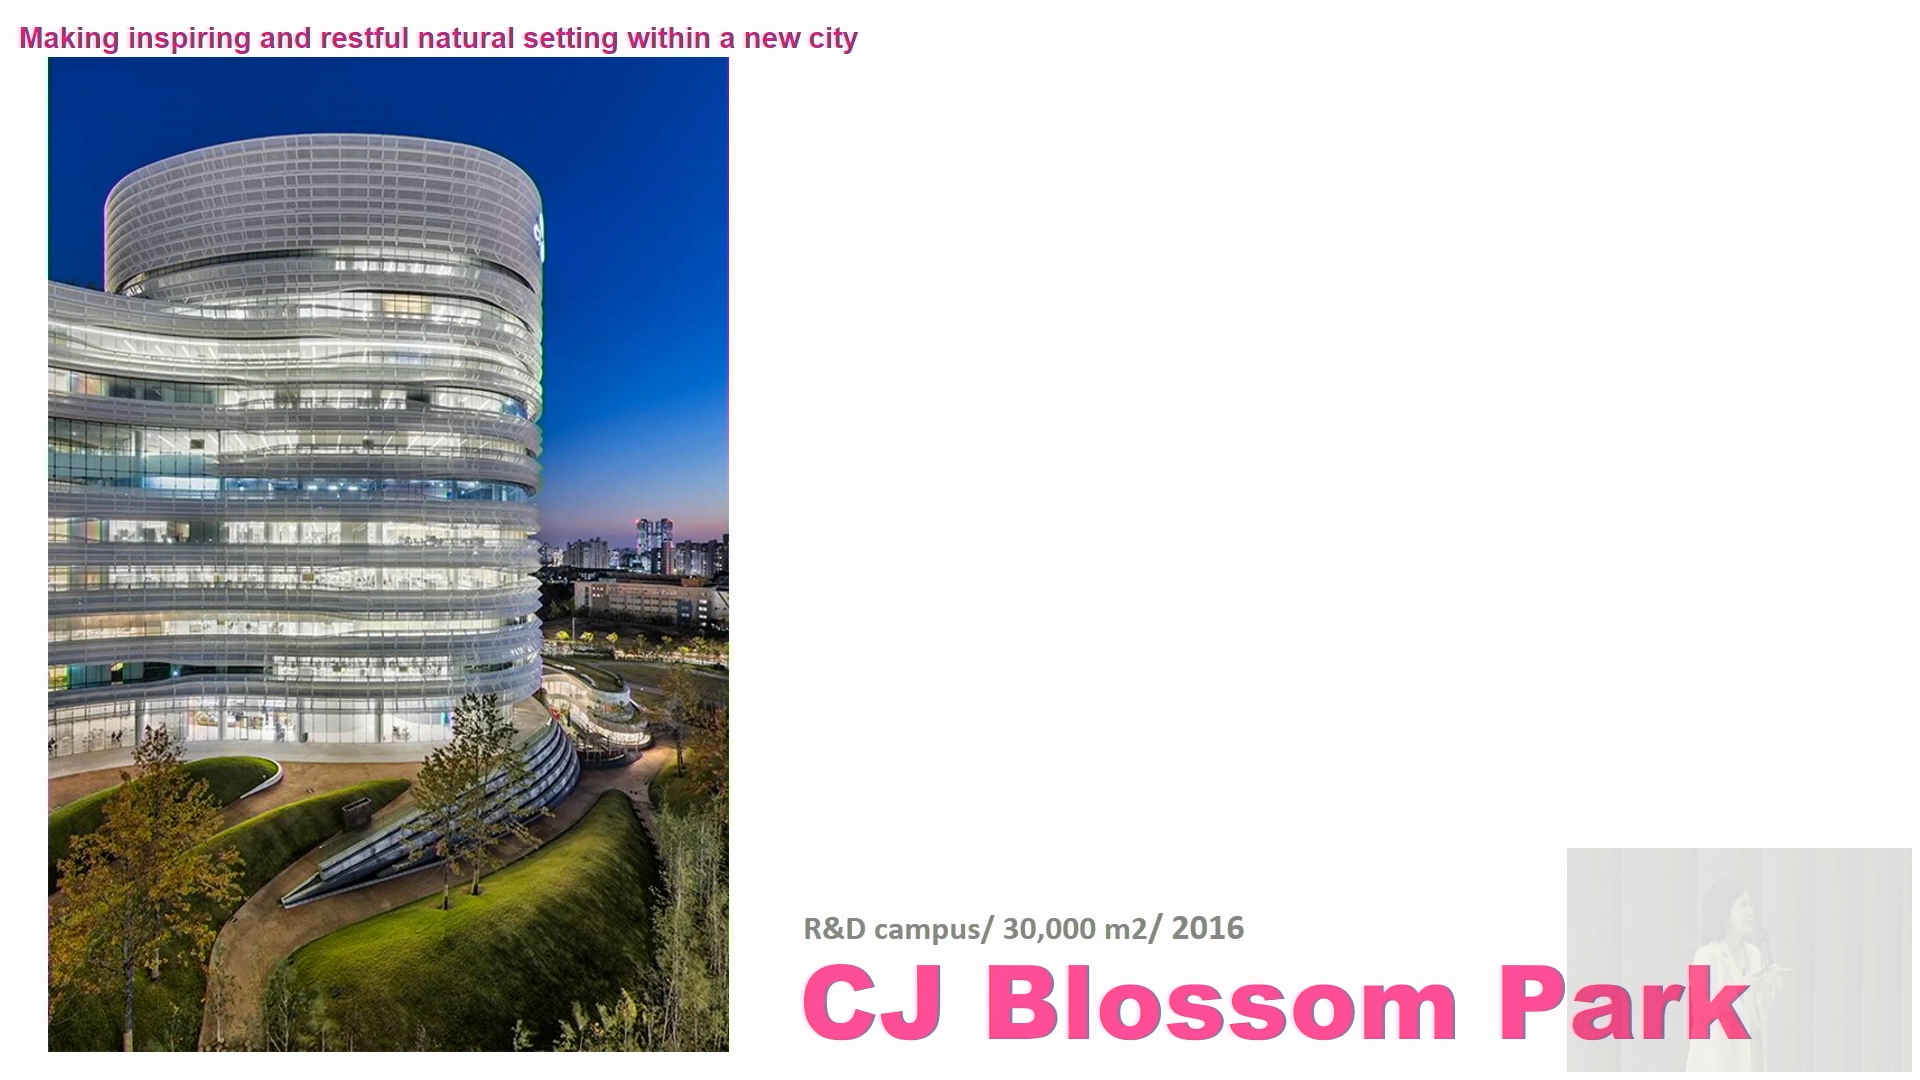 Making inspiring and restful natural setting within a new city
R&D campus/ 30,000 m2/ 2016
CJ Blossom Park